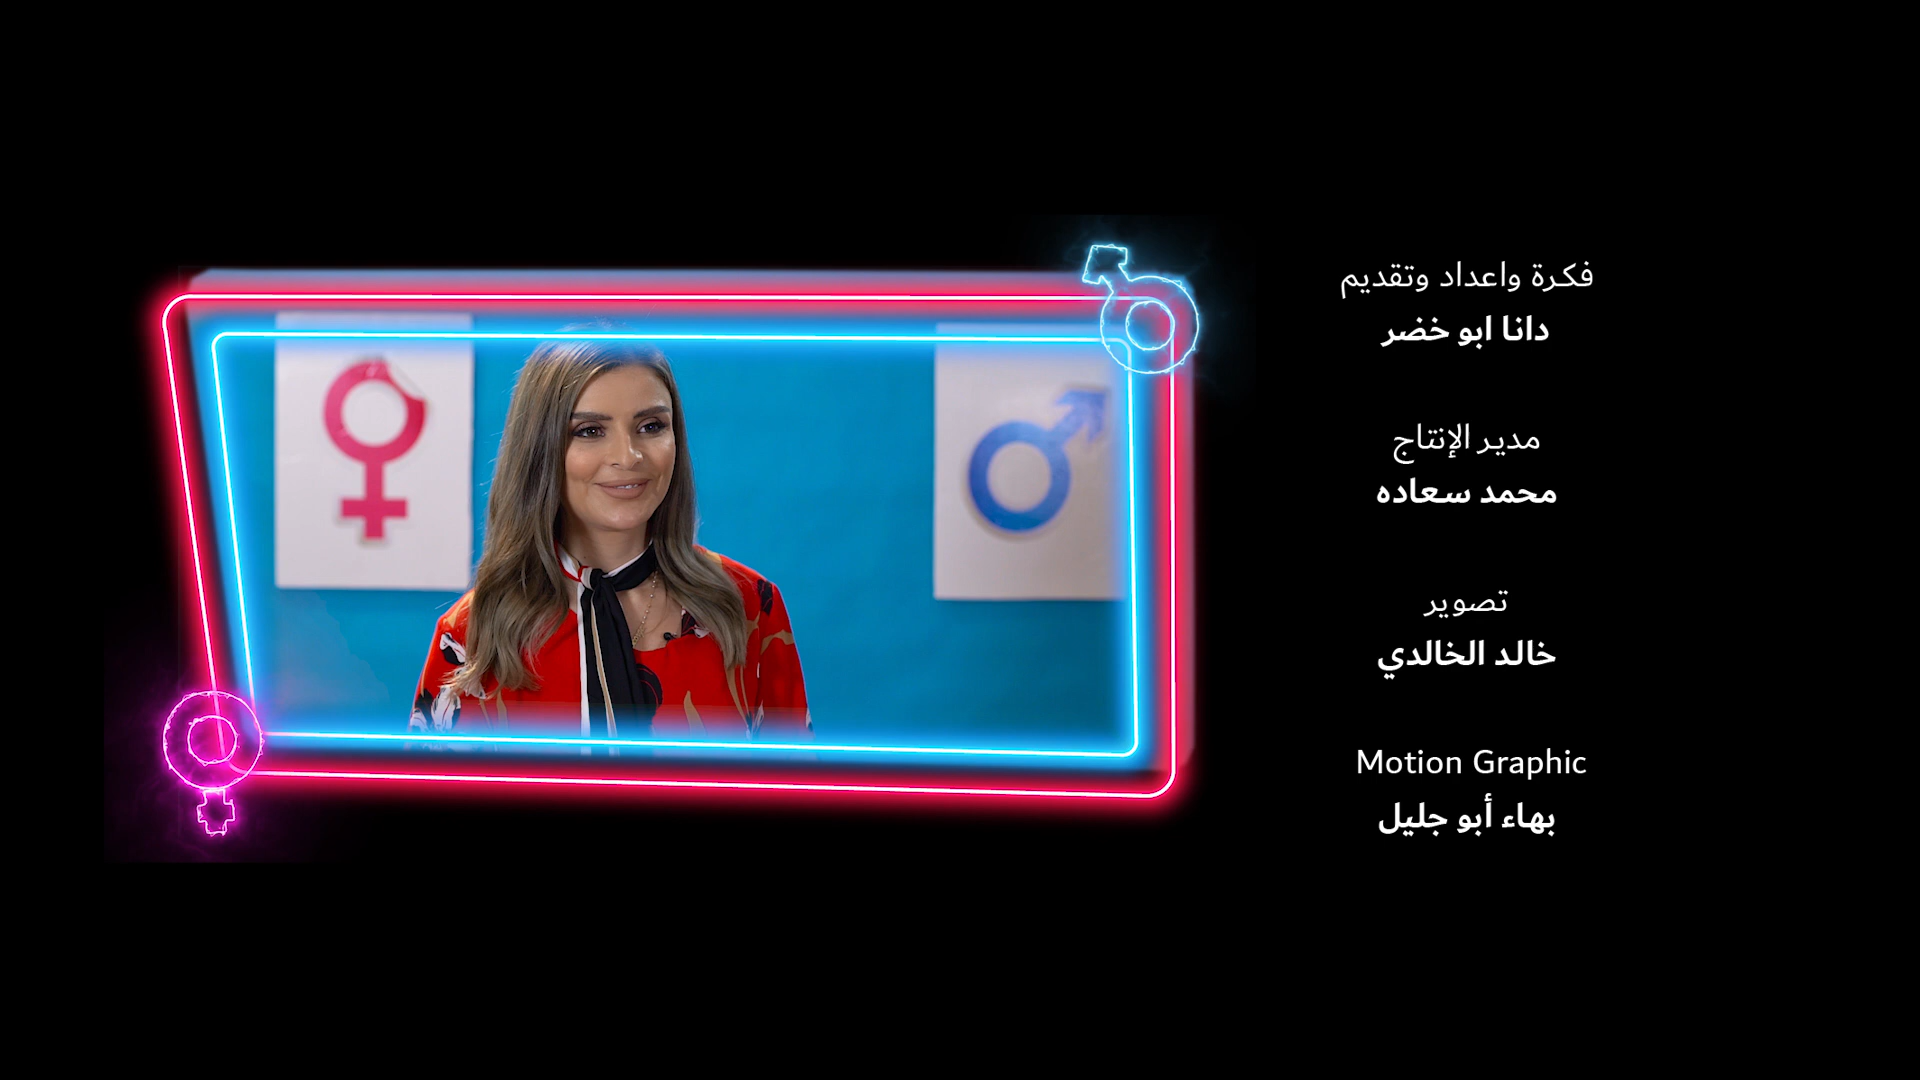 فكرة واعداد وتقديم
دانا ابو خضر
مدير الإنتاج
محمد سعاده
تصوير
خالد الخالدي
Motion Graphic
بهاء أبو جليل